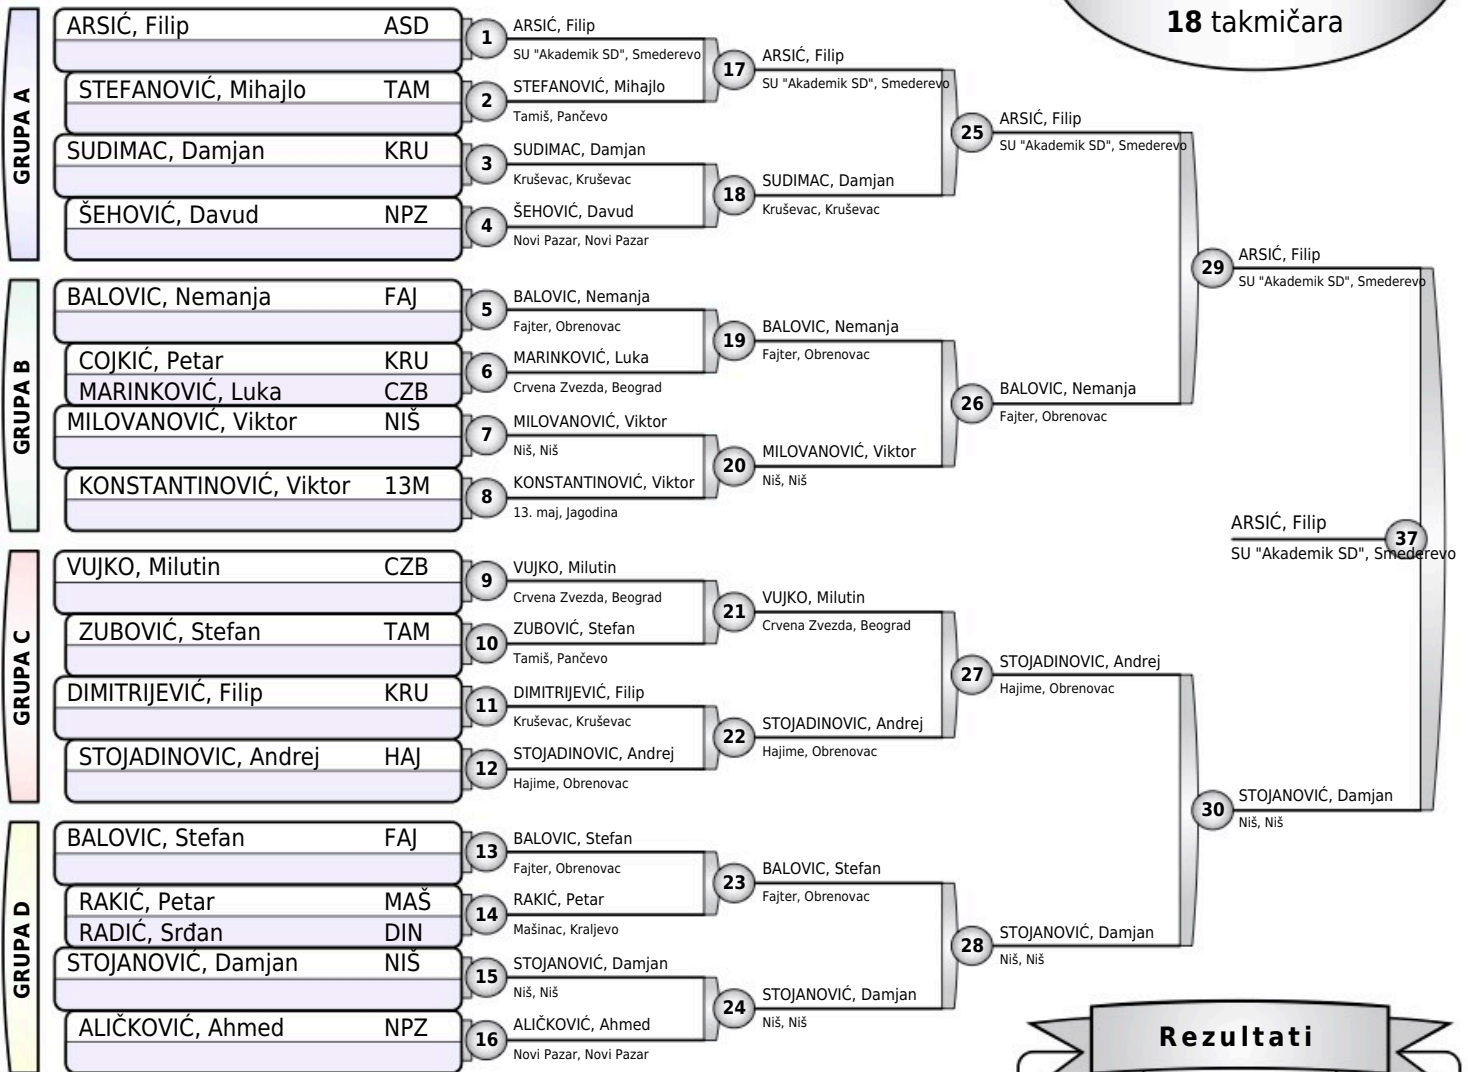 18 takmičara
GRUPA A
ARSIĆ, Filip ASD
STEFANOVIĆ, Mihajlo TAM
SUDIMAC, Damjan KRU
ŠEHOVIĆ, Davud NPZ
GRUPA B
BALOVIC, Nemanja FAJ
COJKIĆ, Petar KRU
MARINKOVIĆ, Luka CZB
MILOVANOVIĆ, Viktor NIŠ
KONSTANTINOVIĆ, Viktor 13M
GRUPA C
VUJKO, Milutin CZB
ZUBOVIĆ, Stefan TAM
DIMITRIJEVIĆ, Filip KRU
STOJADINOVIC, Andrej HAJ
GRUPA D
BALOVIC, Stefan FAJ
RAKIĆ, Petar MAŠ
RADIĆ, Srđan DIN
STOJANOVIĆ, Damjan NIŠ
ALIČKOVIĆ, Ahmed NPZ
1 ARSIĆ, Filip
SU "Akademik SD", Smederevo
2 STEFANOVIĆ, Mihajlo
Tamiš, Pančevo
3 SUDIMAC, Damjan
Kruševac, Kruševac
4 ŠEHOVIĆ, Davud
Novi Pazar, Novi Pazar
5 BALOVIC, Nemanja
Fajter, Obrenovac
6 MARINKOVIĆ, Luka
Crvena Zvezda, Beograd
7 MILOVANOVIĆ, Viktor
Niš, Niš
8 KONSTANTINOVIĆ, Viktor
13. maj, Jagodina
9 VUJKO, Milutin
Crvena Zvezda, Beograd
10 ZUBOVIĆ, Stefan
Tamiš, Pančevo
11 DIMITRIJEVIĆ, Filip
Kruševac, Kruševac
12 STOJADINOVIC, Andrej
Hajime, Obrenovac
13 BALOVIC, Stefan
Fajter, Obrenovac
14 RAKIĆ, Petar
Mašinac, Kraljevo
15 STOJANOVIĆ, Damjan
Niš, Niš
16 ALIČKOVIĆ, Ahmed
Novi Pazar, Novi Pazar
17 ARSIĆ, Filip
SU "Akademik SD", Smederevo
18 SUDIMAC, Damjan
Kruševac, Kruševac
19 BALOVIC, Nemanja
Fajter, Obrenovac
20 MILOVANOVIĆ, Viktor
Niš, Niš
21 VUJKO, Milutin
Crvena Zvezda, Beograd
22 STOJADINOVIC, Andrej
Hajime, Obrenovac
23 BALOVIC, Stefan
Fajter, Obrenovac
24 STOJANOVIĆ, Damjan
Niš, Niš
25 ARSIĆ, Filip
SU "Akademik SD", Smederevo
26 BALOVIC, Nemanja
Fajter, Obrenovac
27 STOJADINOVIC, Andrej
Hajime, Obrenovac
28 STOJANOVIĆ, Damjan
Niš, Niš
29 ARSIĆ, Filip
SU "Akademik SD", Smederevo
30 STOJANOVIĆ, Damjan
Niš, Niš
ARSIĆ, Filip 37
SU "Akademik SD", Smederevo
Rezultati